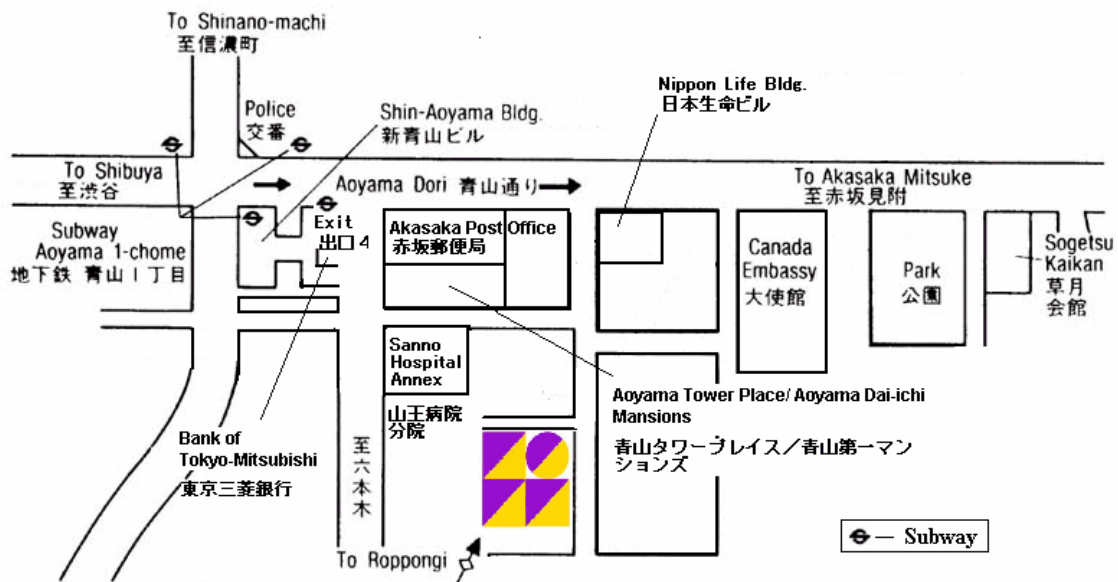 To Shinano-machi
至信濃町
Police
交番
Shin-Aoyama Bldg.
新青山ビル
Nippon Life Bldg.
日本生命ビル
To Shibuya
至渋谷
Aoyama Dori 青山通り
To Akasaka Mitsuke
至赤坂見附
Subway
Aoyama 1-chome
地下鉄 青山1丁目
Exit
出口4
Akasaka Post Office
赤坂郵便局
Canada
Embassy
大使館
Park
公園
Sogetsu
Kaikan
草月
会館
Sanno
Hospital
Annex
山王病院
分院
Aoyama Tower Place/ Aoyama Dai-ichi
Mansions
青山タワープレイス/青山第一マン
ションズ
Bank of
Tokyo-Mitsubishi
東京三菱銀行
至六本木
To Roppongi
— Subway